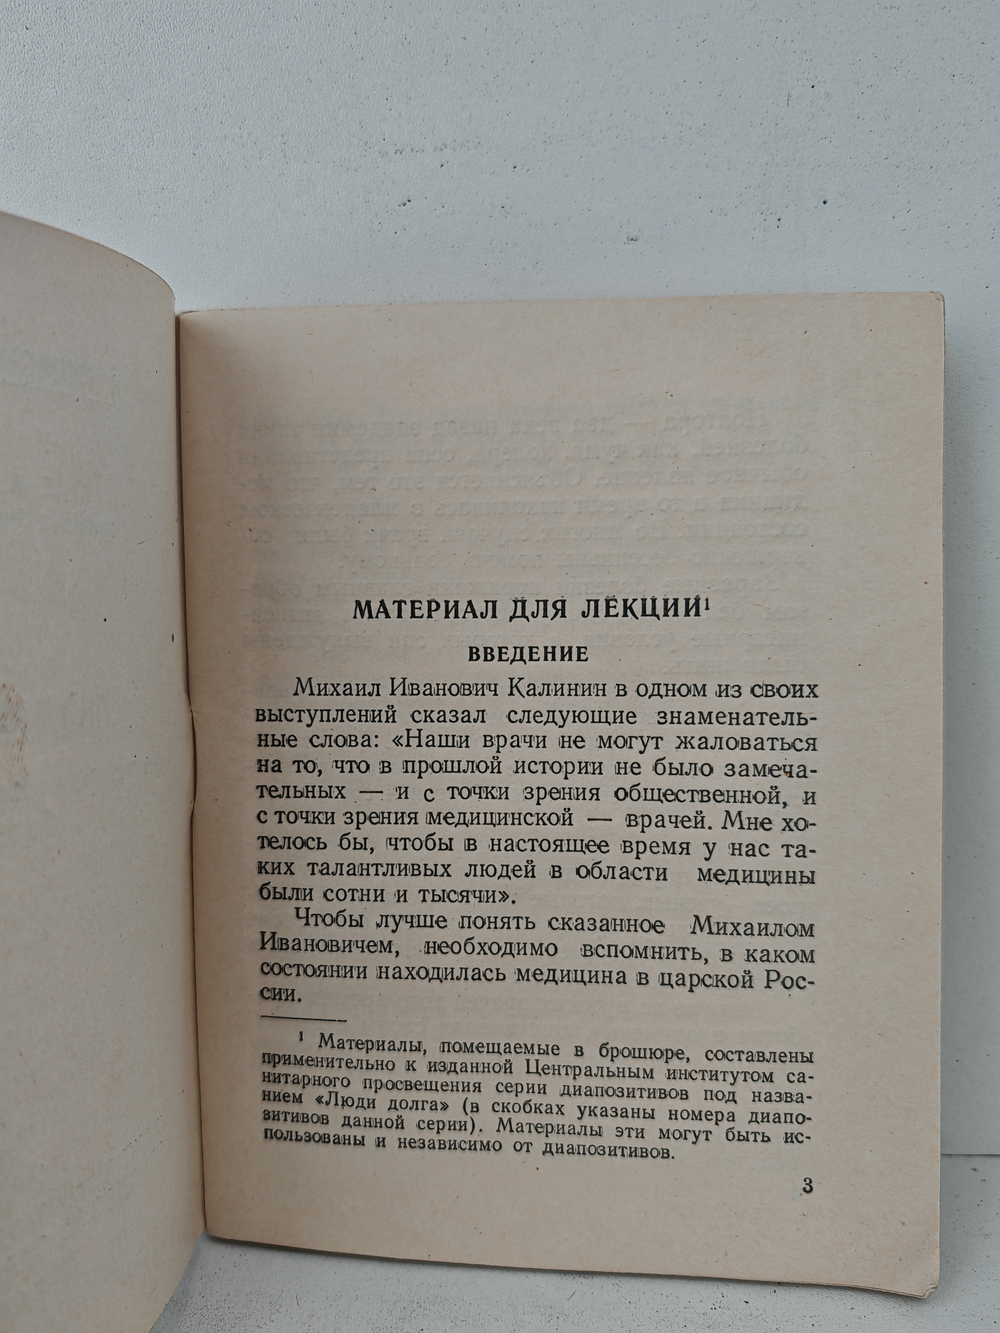 МАТЕРИАЛ ДЛЯ ЛЕКЦИИ¹
ВВЕДЕНИЕ
Михаил Иванович Калинин в одном из своих
выступлений сказал следующие знаменатель-
ные слова: «Наши врачи не могут жаловаться
на то, что в прошлой истории не было замеча-
тельных — и с точки зрения общественной, и
с точки зрения медицинской — врачей. Мне хо-
телось бы, чтобы в настоящее время у нас та-
ких талантливых людей в области медицины
были сотни и тысячи».
Чтобы лучше понять сказанное Михаилом
Ивановичем, необходимо вспомнить, в каком
состоянии находилась медицина в царской Рос-
сии.
¹ Материалы, помещаемые в брошюре, составлены
применительно к изданной Центральным институтом са-
нитарного просвещения серии диапозитивов под назва-
нием «Люди долга» (в скобках указаны номера диапо-
зитивов данной серии). Материалы эти могут быть ис-
пользованы и независимо от диапозитивов.
3